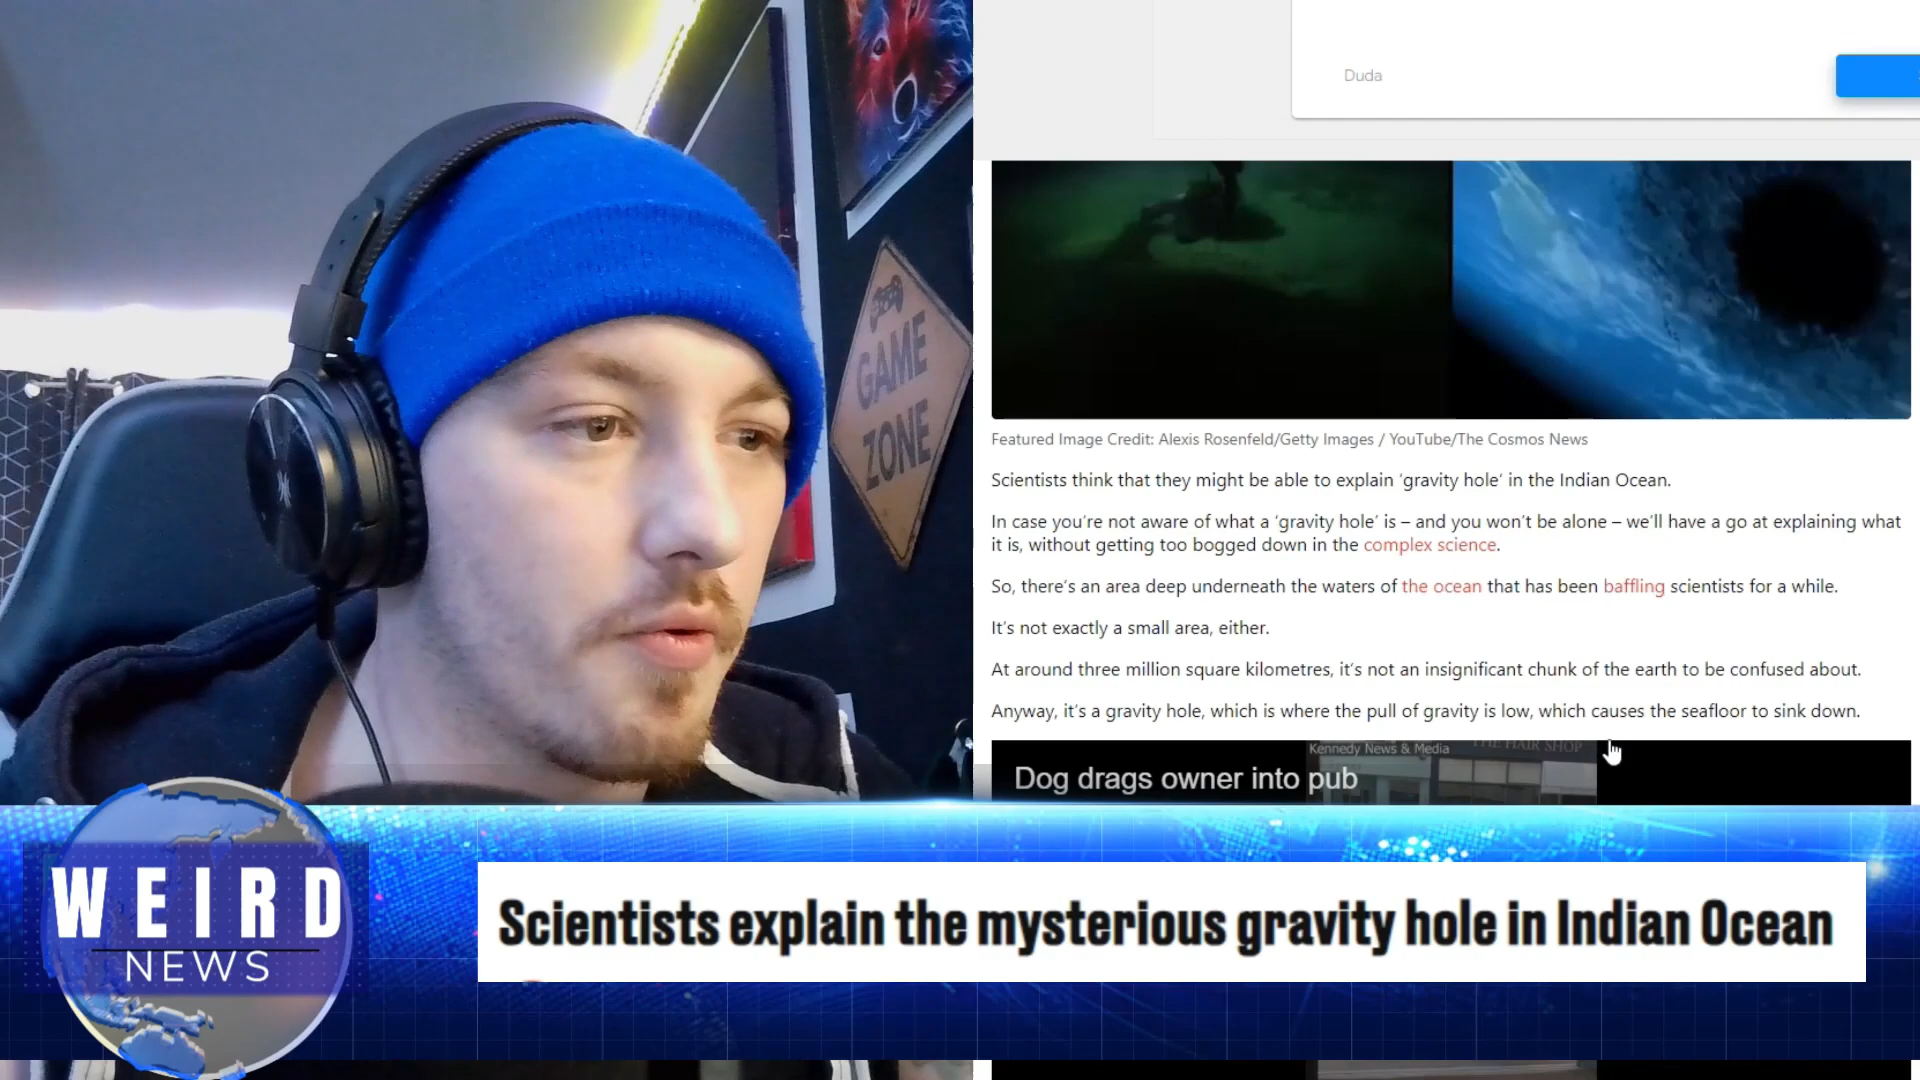 GAME
ZONE
Duda
Featured Image Credit: Alexis Rosenfeld/Getty Images / YouTube/The Cosmos News
Scientists think that they might be able to explain ‘gravity hole’ in the Indian Ocean.
In case you’re not aware of what a ‘gravity hole’ is – and you won’t be alone – we’ll have a go at explaining what
it is, without getting too bogged down in the complex science.
So, there’s an area deep underneath the waters of the ocean that has been baffling scientists for a while.
It’s not exactly a small area, either.
At around three million square kilometres, it’s not an insignificant chunk of the earth to be confused about.
Anyway, it’s a gravity hole, which is where the pull of gravity is low, which causes the seafloor to sink down.
Kennedy News & Media
THE HAIR SHOP
Dog drags owner into pub
WEIRD
NEWS
Scientists explain the mysterious gravity hole in Indian Ocean